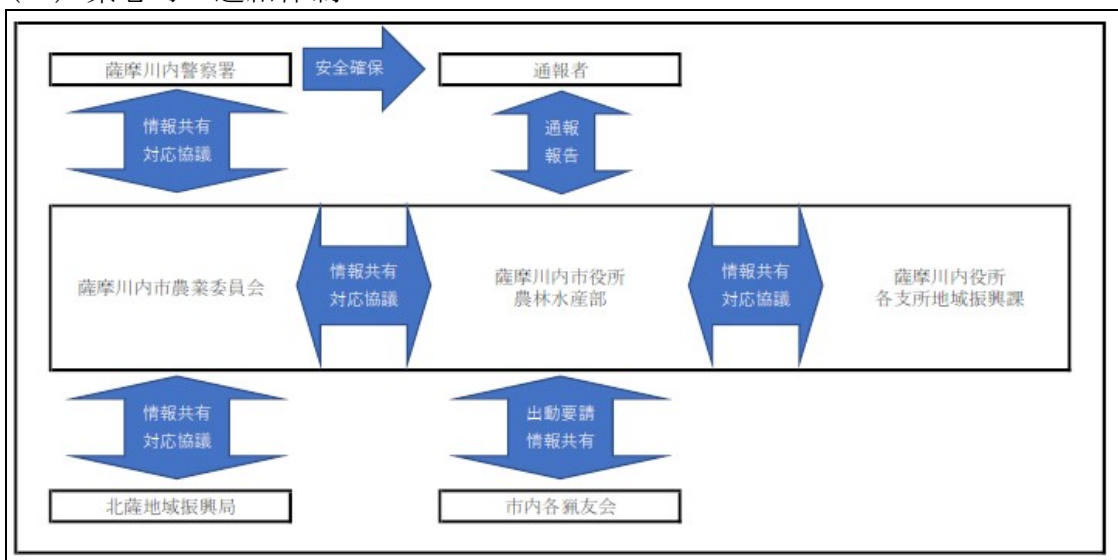 薩摩川内警察署
安全確保
通報者
情報共有
対応協議
通報
報告
薩摩川内市農業委員会
情報共有
対応協議
薩摩川内市役所
農林水産部
情報共有
対応協議
薩摩川内役所
各支所地域振興課
情報共有
対応協議
出動要請
情報共有
北薩地域振興局
市内各猟友会